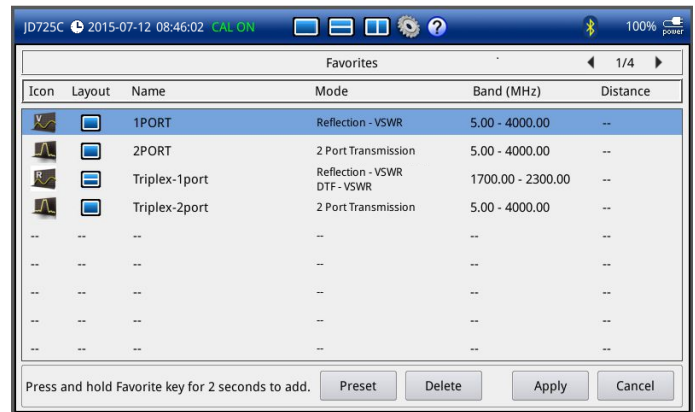 JD725C 2015-07-12 08:46:02 CAL ON ? 100% power
Favorites 1/4
Icon Layout Name Mode Band (MHz) Distance
V 1PORT Reflection - VSWR 5.00 - 4000.00 --
2PORT 2 Port Transmission 5.00 - 4000.00 --
R Triplex-1port Reflection - VSWR 1700.00 - 2300.00 --
DTF - VSWR
Triplex-2port 2 Port Transmission 5.00 - 4000.00 --
-- -- -- -- -- --
-- -- -- -- -- --
-- -- -- -- -- --
-- -- -- -- -- --
-- -- -- -- -- --
Press and hold Favorite key for 2 seconds to add. Preset Delete Apply Cancel